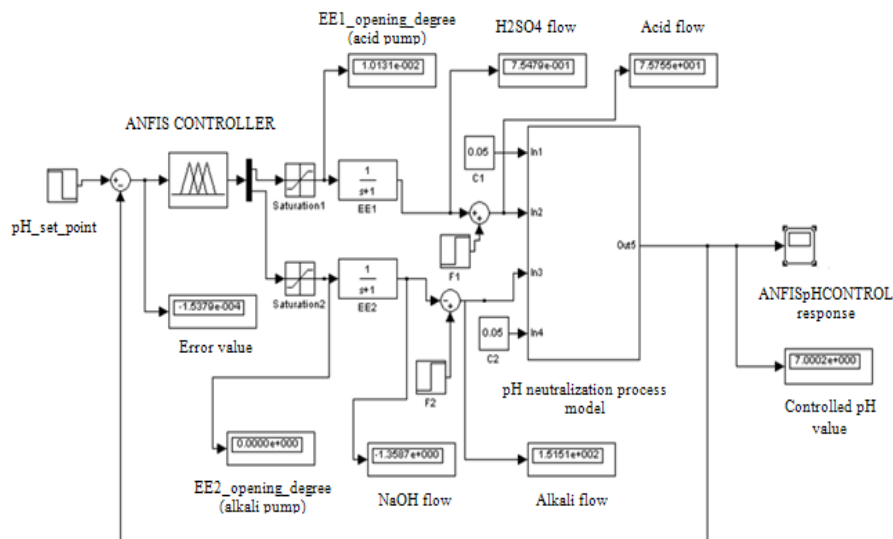 EE1_opening_degree
(acid pump)
H2SO4 flow
Acid flow
1.0131e-002
7.5479e-001
7.5755e+001
ANFIS CONTROLLER
pH_set_point
Saturation1
1
s+1
EE1
0.05
C1
In1
In2
In3
In4
Out5
F1
Saturation2
1
s+1
EE2
0.05
C2
F2
-1.5379e-004
Error value
ANFISpHCONTROL
response
pH neutralization process
model
7.0002e+000
Controlled pH
value
0.0000e+000
EE2_opening_degree
(alkali pump)
-1.3587e+000
NaOH flow
1.5151e+002
Alkali flow